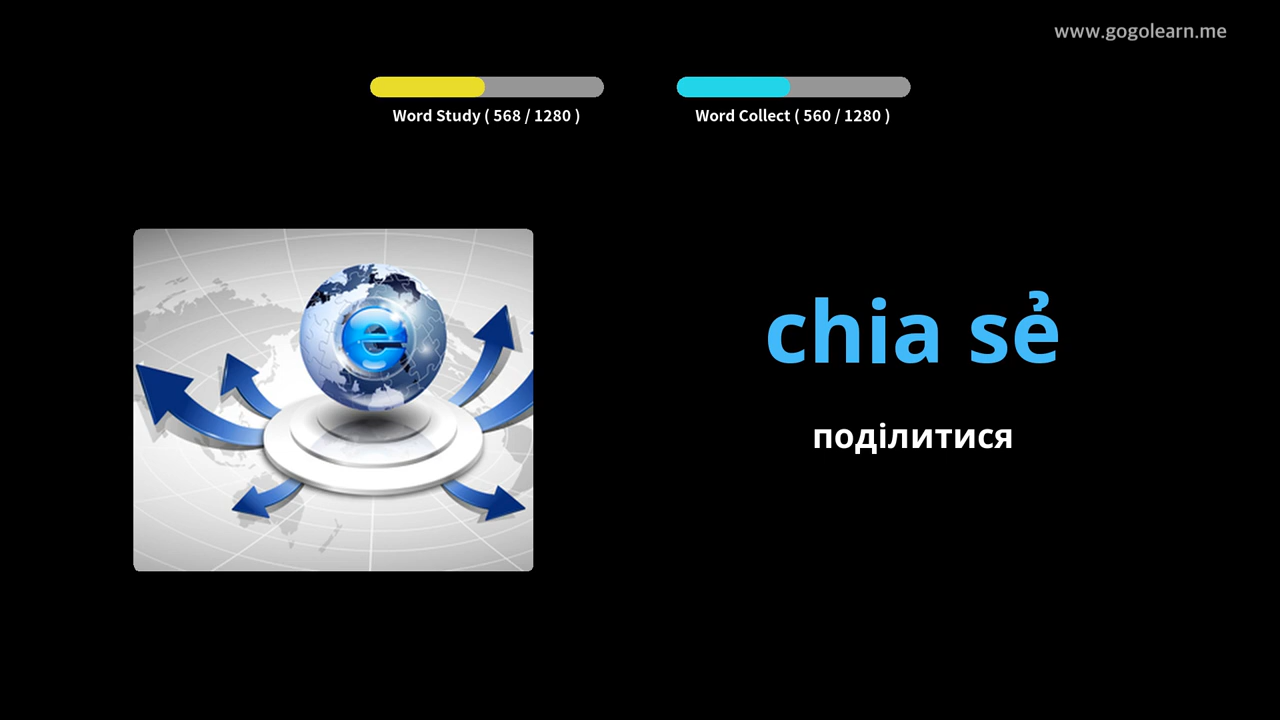 www.gogolearn.me
Word Study ( 568 / 1280 )
Word Collect ( 560 / 1280 )
e
chia sẻ
поділитися